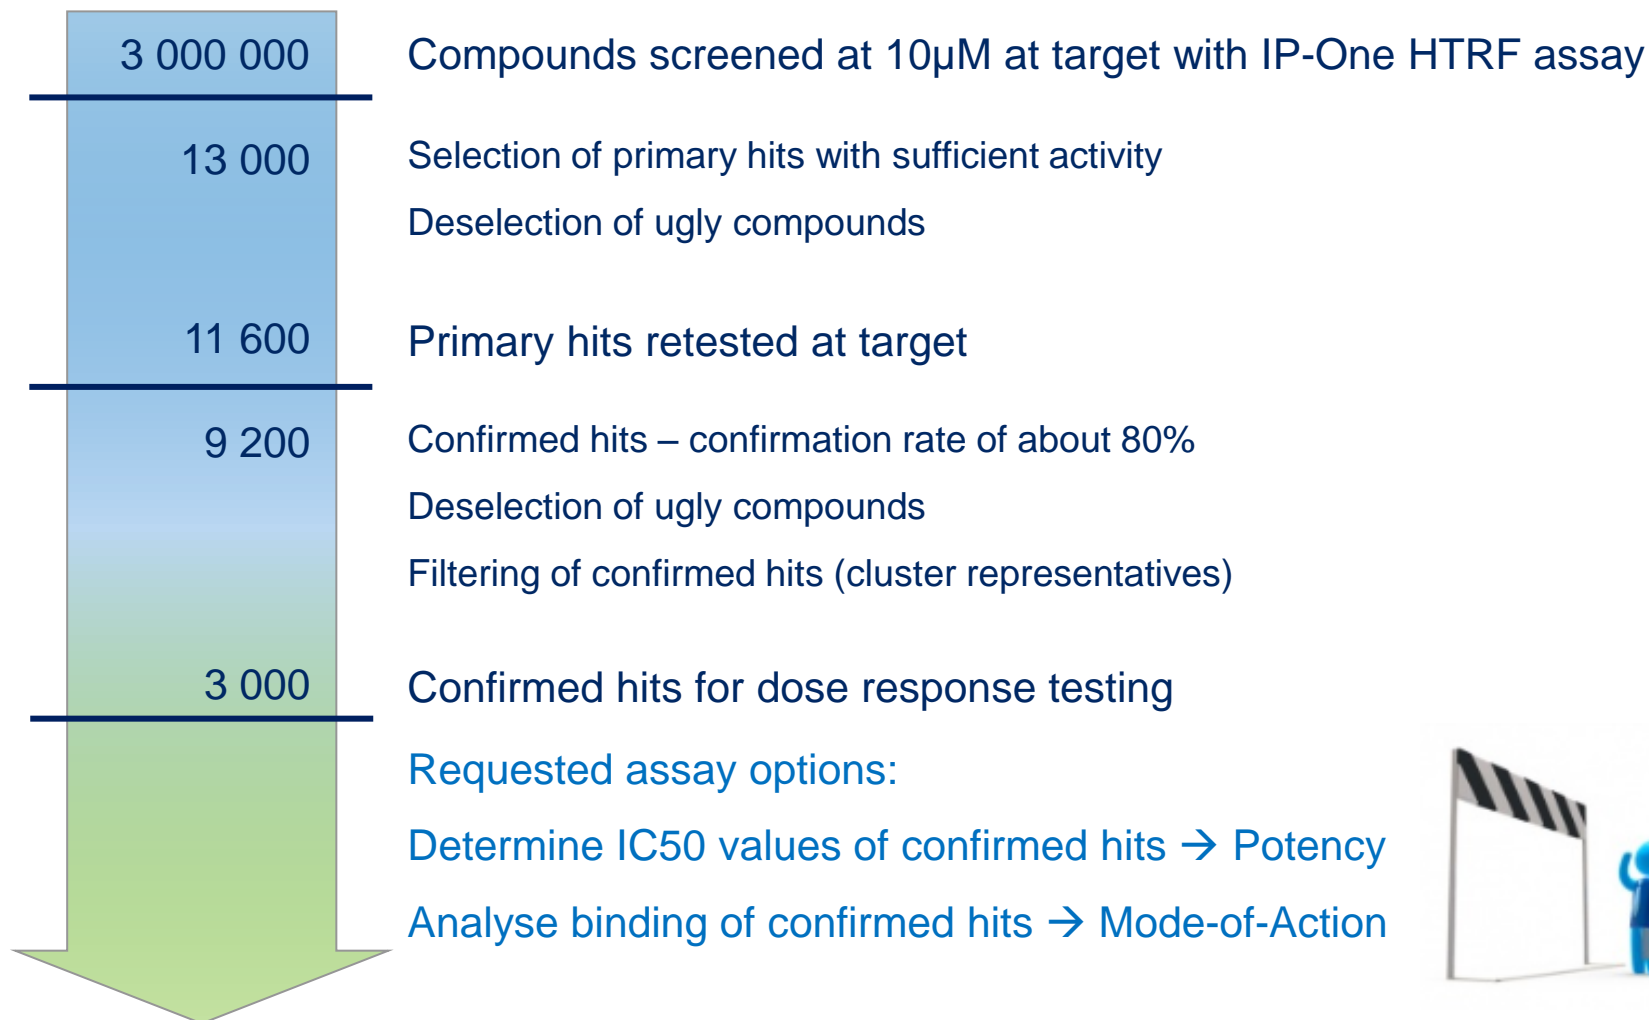 3 000 000 Compounds screened at 10µM at target with IP-One HTRF assay
13 000 Selection of primary hits with sufficient activity
Deselection of ugly compounds
11 600 Primary hits retested at target
9 200 Confirmed hits – confirmation rate of about 80%
Deselection of ugly compounds
Filtering of confirmed hits (cluster representatives)
3 000 Confirmed hits for dose response testing
Requested assay options:
Determine IC50 values of confirmed hits → Potency
Analyse binding of confirmed hits → Mode-of-Action